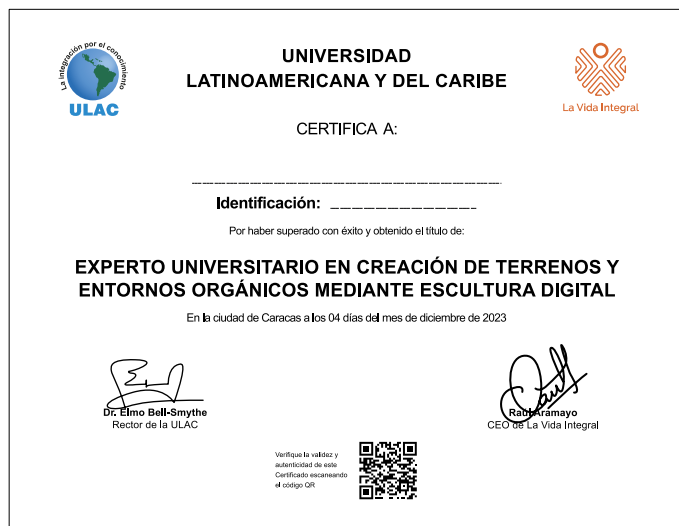 La integración por el conocimiento
ULAC
UNIVERSIDAD
LATINOAMERICANA Y DEL CARIBE
La Vida Integral
CERTIFICA A:
Identificación:
Por haber superado con éxito y obtenido el título de:
EXPERTO UNIVERSITARIO EN CREACIÓN DE TERRENOS Y
ENTORNOS ORGÁNICOS MEDIANTE ESCULTURA DIGITAL
En la ciudad de Caracas a los 04 días del mes de diciembre de 2023
Dr. Elmo Bell-Smythe
Rector de la ULAC
Raúl Aramayo
CEO de La Vida Integral
Verifique la validez y
autenticidad de este
Certificado escaneando
el código QR